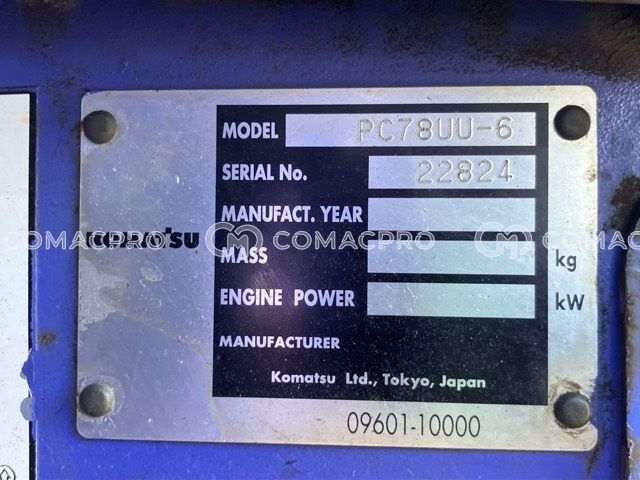 MODEL PC78UU-6
SERIAL No. 22824
MANUFACT. YEAR
KOMATSU
COMACPRO COMACPRO COMACPRO
MASS kg
ENGINE POWER kW
MANUFACTURER
Komatsu Ltd., Tokyo, Japan
09601-10000